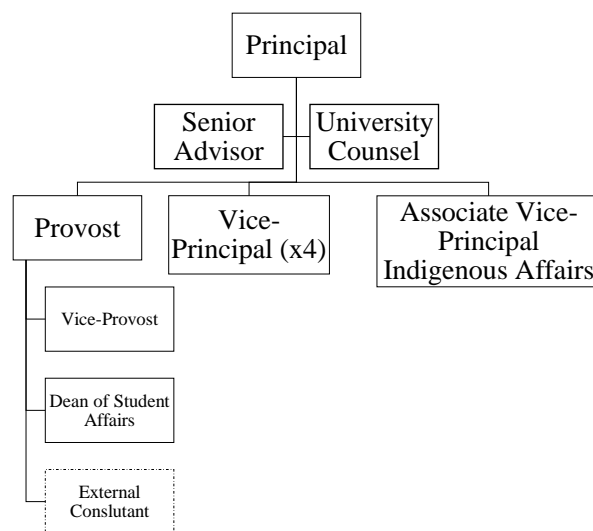 Principal
Senior
Advisor
University
Counsel
Provost
Vice-
Principal (x4)
Associate Vice-
Principal
Indigenous Affairs
Vice-Provost
Dean of Student
Affairs
External
Conslutant